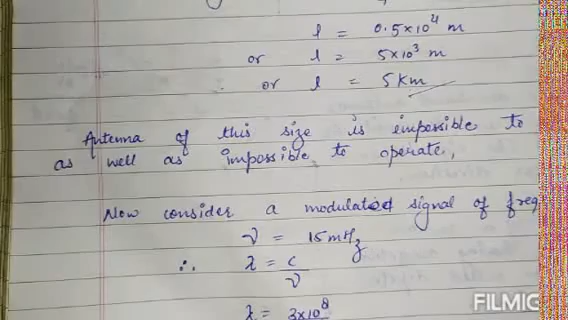 l = 0.5×10⁴ m
or l = 5×10³ m
or l = 5 Km
Antenna of this size is impossible to
as well as impossible, to operate,
Now consider a modulated signal of freq
ν = 15 mHz
∴ λ = c/ν
λ = 3×10⁸
FILMIG